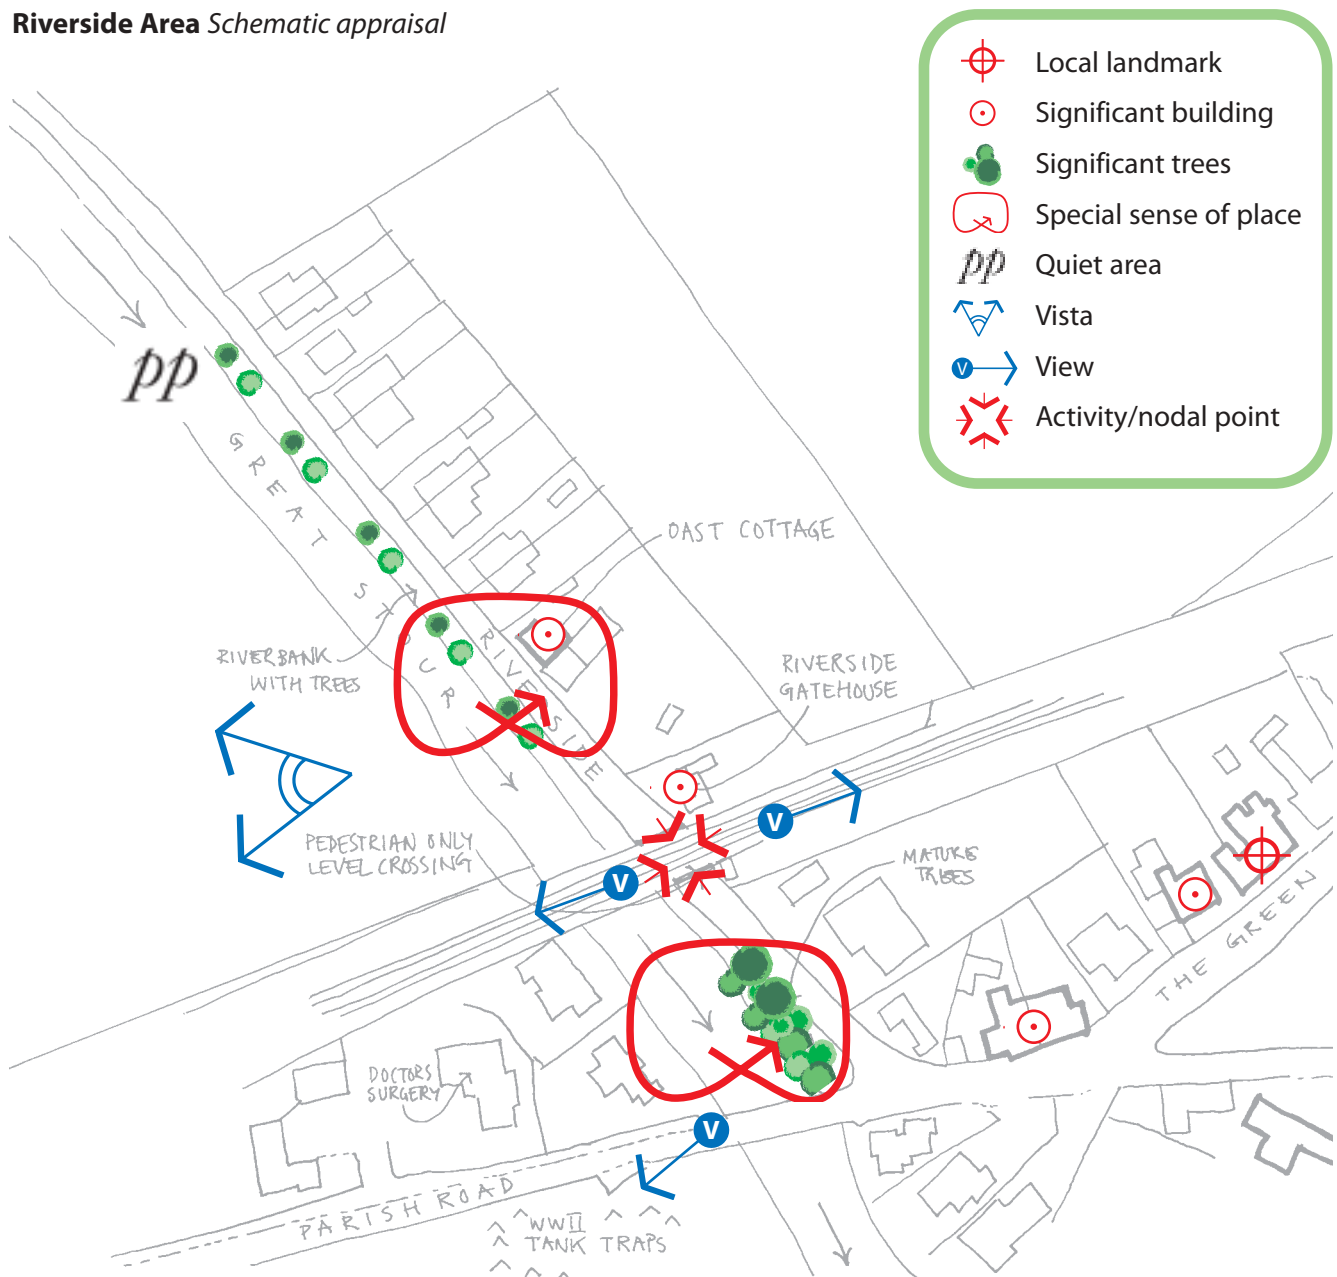 Riverside Area Schematic appraisal
Local landmark
Significant building
Significant trees
Special sense of place
pp Quiet area
Vista
V View
Activity/nodal point
pp
GREAT STOUR
OAST COTTAGE
RIVERSIDE
RIVERBANK
WITH TREES
RIVERSIDE
GATEHOUSE
V
PEDESTRIAN ONLY
LEVEL CROSSING
V
MATURE
TREES
THE GREEN
DOCTORS
SURGERY
V
PARISH ROAD
WWII
TANK TRAPS